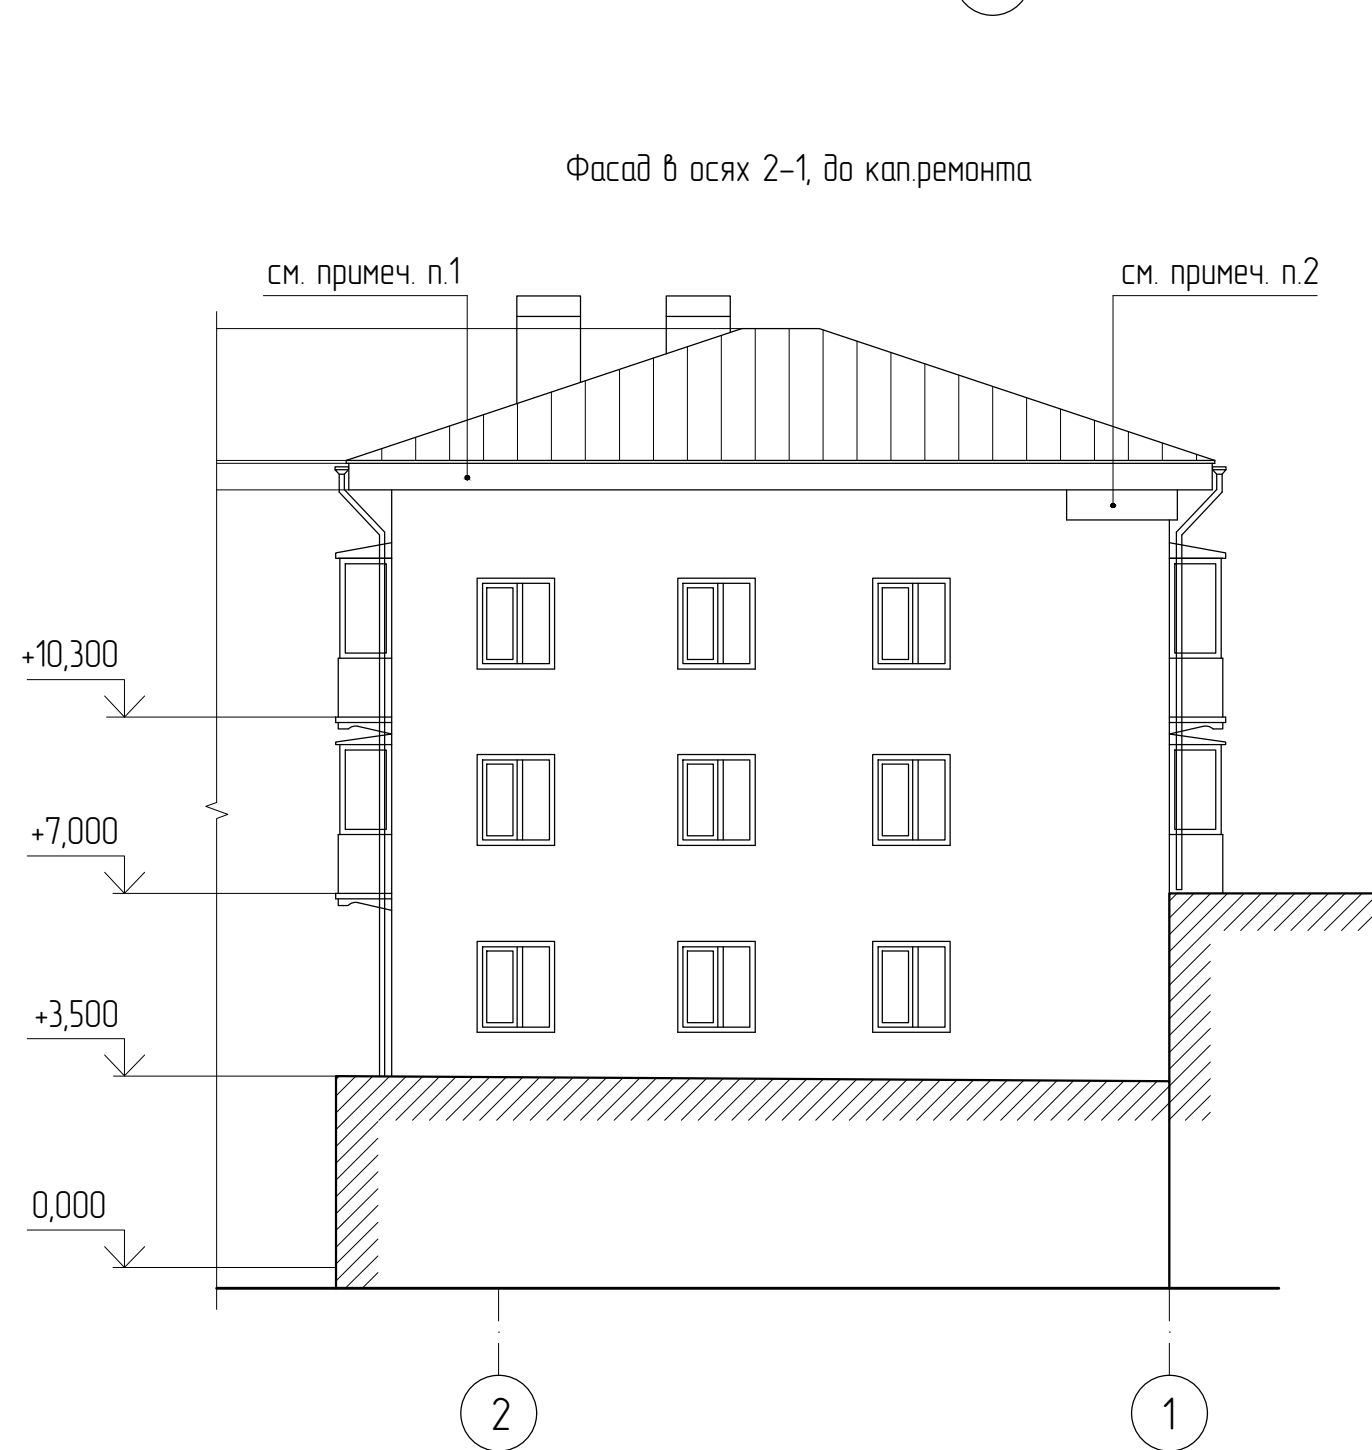 Фасад в осях 2-1, до кап.ремонта
см. примеч. п.1
см. примеч. п.2
+10,300
+7,000
+3,500
0,000
2
1